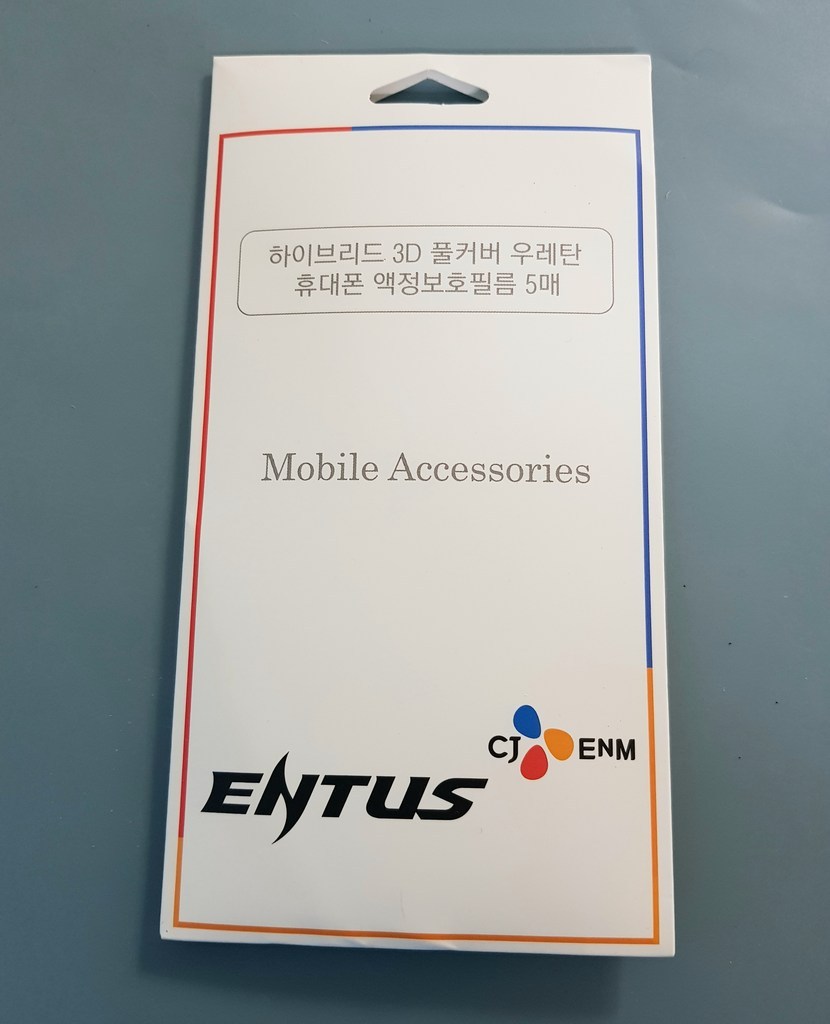 하이브리드 3D 풀커버 우레탄
휴대폰 액정보호필름 5매
Mobile Accessories
CJ ENM
ENTUS